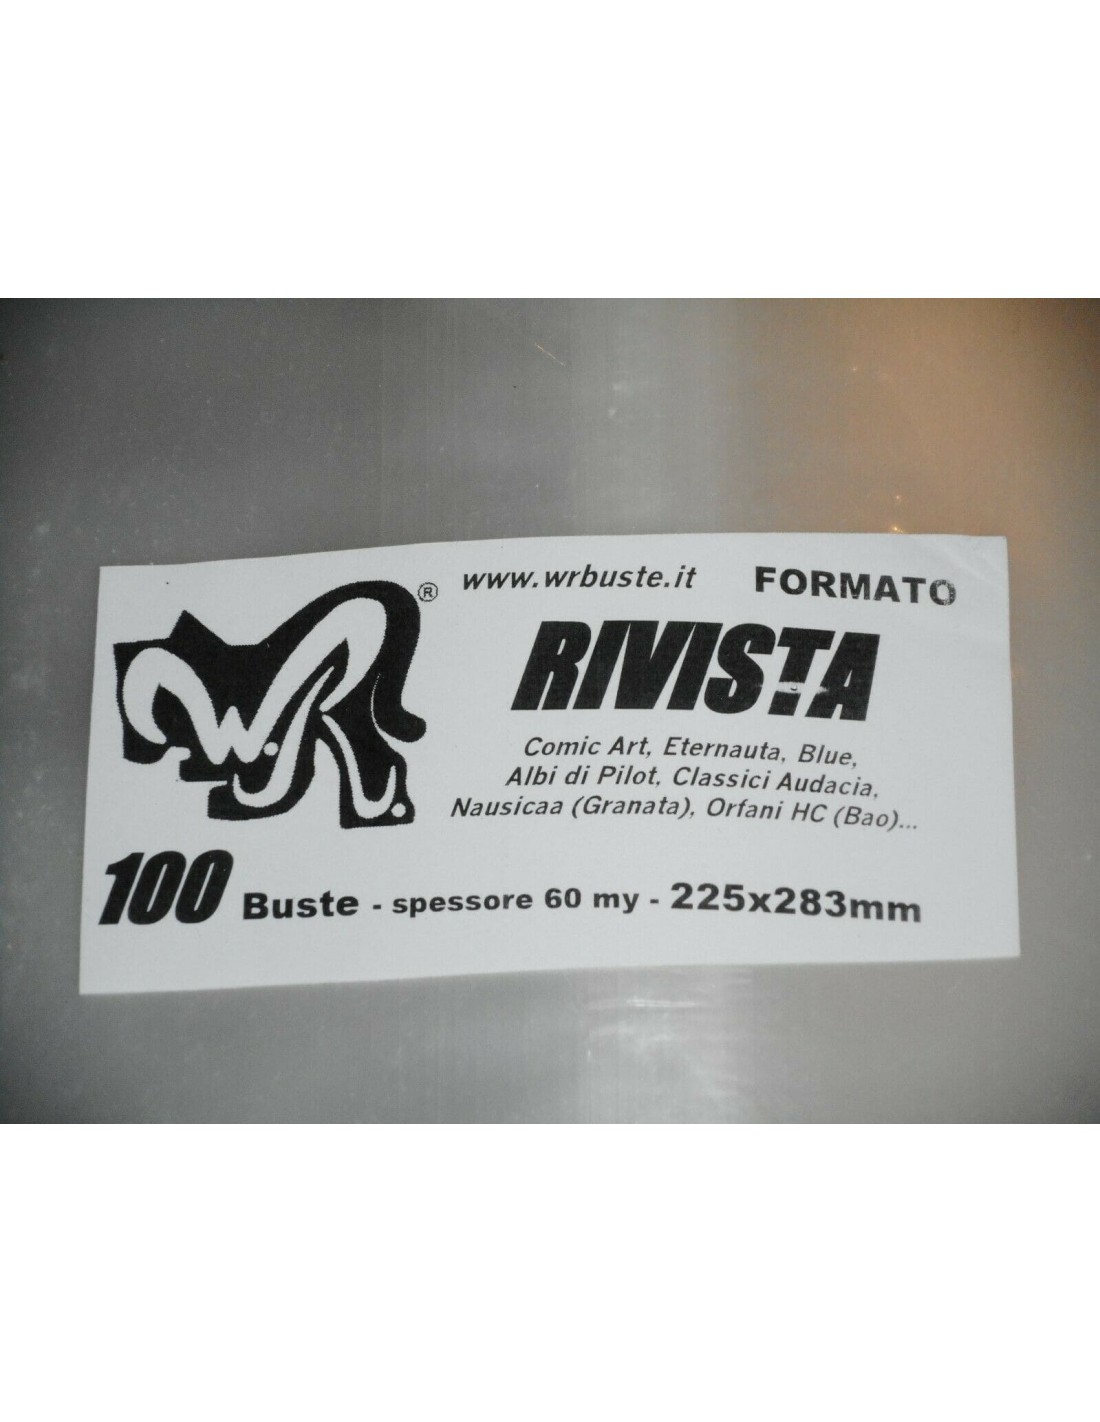 W.R. ®
www.wrbuste.it FORMATO
RIVISTA
Comic Art, Eternauta, Blue,
Albi di Pilot, Classici Audacia,
Nausicaa (Granata), Orfani HC (Bao)...
100 Buste - spessore 60 my - 225x283mm